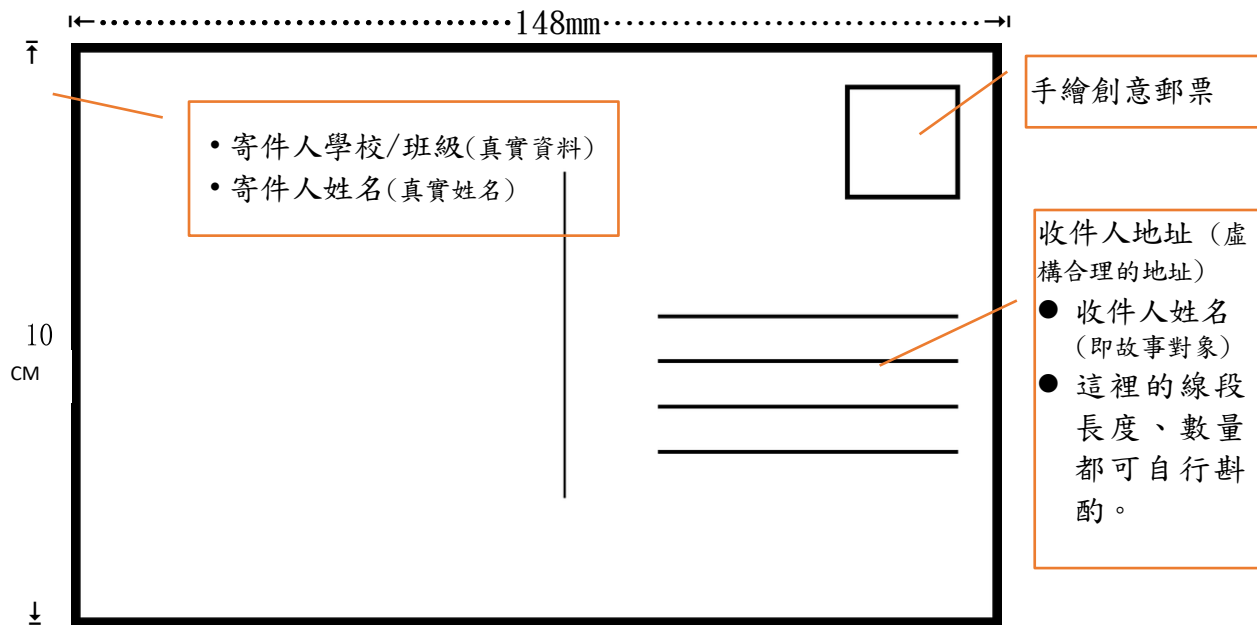 148mm
手繪創意郵票
• 寄件人學校/班級(真實資料)
• 寄件人姓名(真實姓名)
收件人地址（虛
構合理的地址）
● 收件人姓名
（即故事對象）
● 這裡的線段
長度、數量
都可自行斟
酌。
10
CM